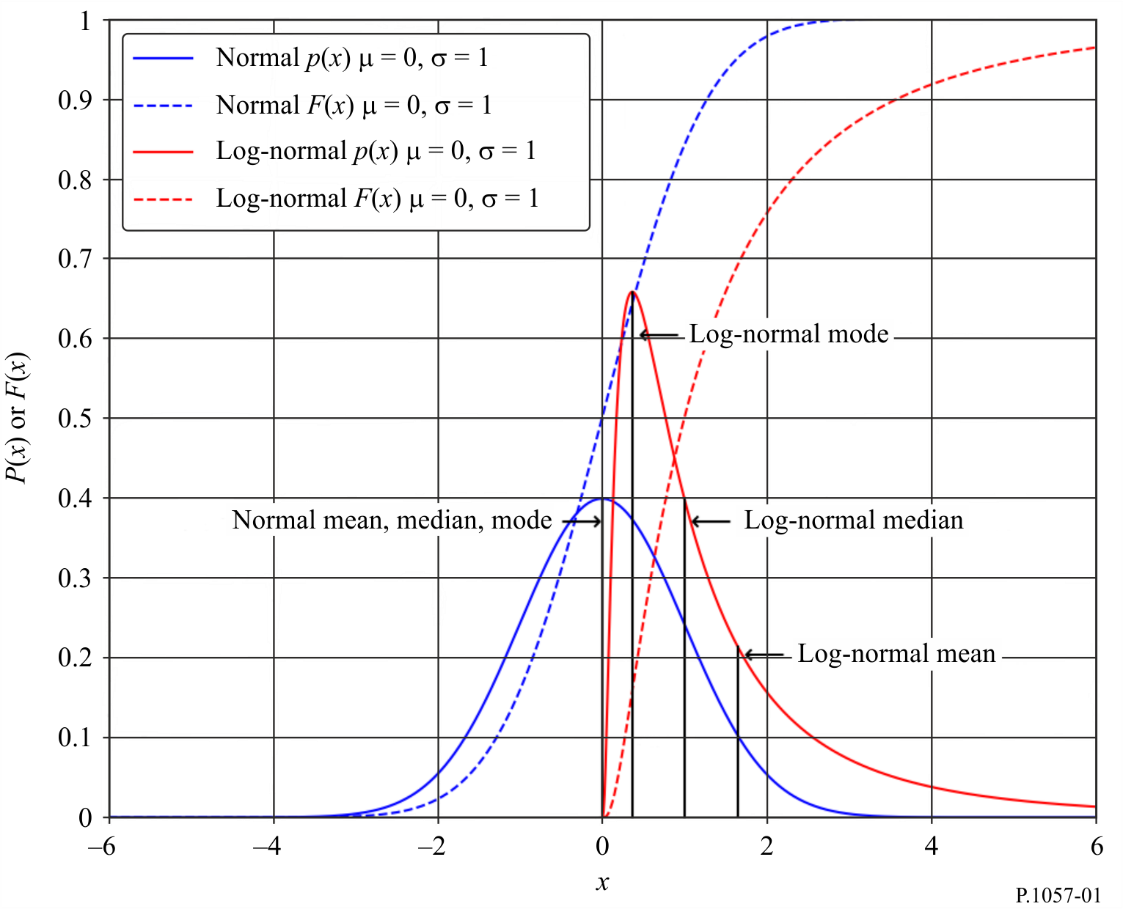 1
0.9
0.8
0.7
0.6
0.5
0.4
0.3
0.2
0.1
0
P(x) or F(x)
Normal p(x) μ = 0, σ = 1
Normal F(x) μ = 0, σ = 1
Log-normal p(x) μ = 0, σ = 1
Log-normal F(x) μ = 0, σ = 1
Log-normal mode
Normal mean, median, mode
Log-normal median
Log-normal mean
–6
–4
–2
0
2
4
6
x
P.1057-01